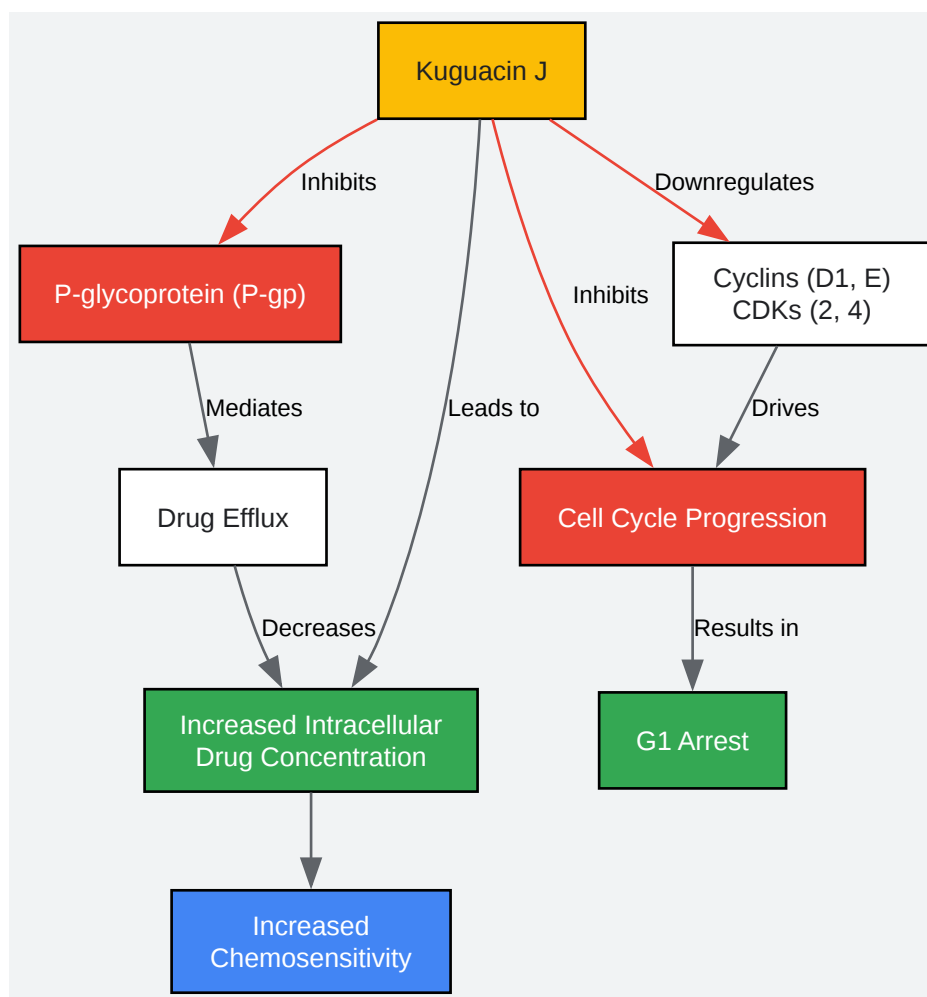 Kuguacin J
Inhibits
Downregulates
P-glycoprotein (P-gp)
Inhibits
Cyclins (D1, E)
CDKs (2, 4)
Mediates
Leads to
Drives
Drug Efflux
Cell Cycle Progression
Decreases
Results in
Increased Intracellular
Drug Concentration
G1 Arrest
Increased
Chemosensitivity